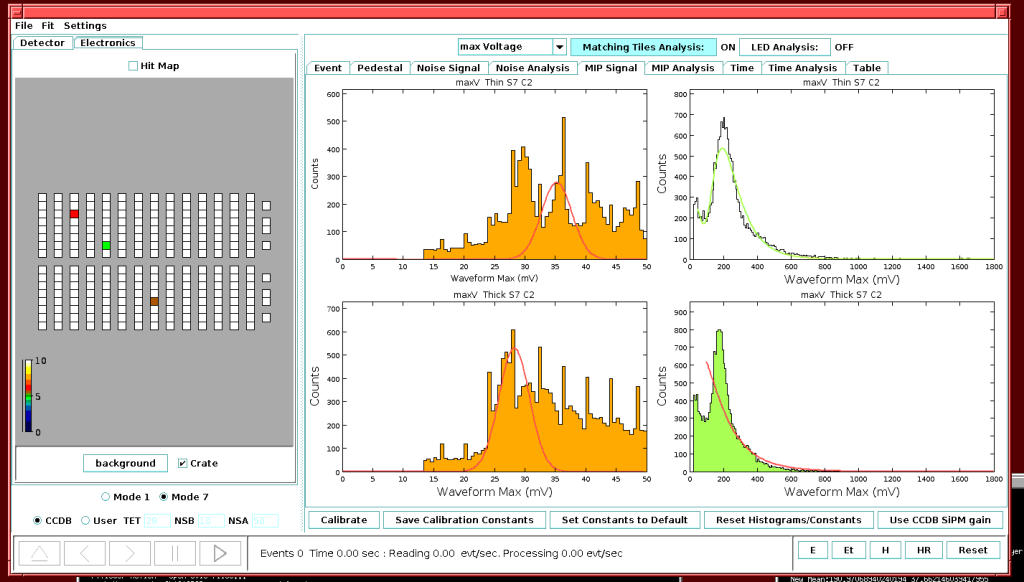 File Fit Settings
Detector Electronics
Hit Map
max Voltage Matching Tiles Analysis: ON LED Analysis: OFF
Event Pedestal Noise Signal Noise Analysis MIP Signal MIP Analysis Time Time Analysis Table
maxV Thin S7 C2
600
500
400
300
200
100
0
Counts
0 5 10 15 20 25 30 35 40 45 50
Waveform Max (mV)
maxV Thin S7 C2
800
700
600
500
400
300
200
100
0
Counts
0 200 400 600 800 1000 1200 1400 1600 1800
Waveform Max (mV)
maxV Thick S7 C2
700
600
500
400
300
200
100
0
Counts
0 5 10 15 20 25 30 35 40 45 50
Waveform Max (mV)
maxV Thick S7 C2
900
800
700
600
500
400
300
200
100
0
Counts
0 200 400 600 800 1000 1200 1400 1600 1800
Waveform Max (mV)
10
5
0
background Crate
Mode 1 Mode 7
CCDB User TET NSB NSA
Calibrate Save Calibration Constants Set Constants to Default Reset Histograms/Constants Use CCDB SiPM gain
Events 0 Time 0.00 sec : Reading 0.00 evt/sec. Processing 0.00 evt/sec
E Et H HR Reset